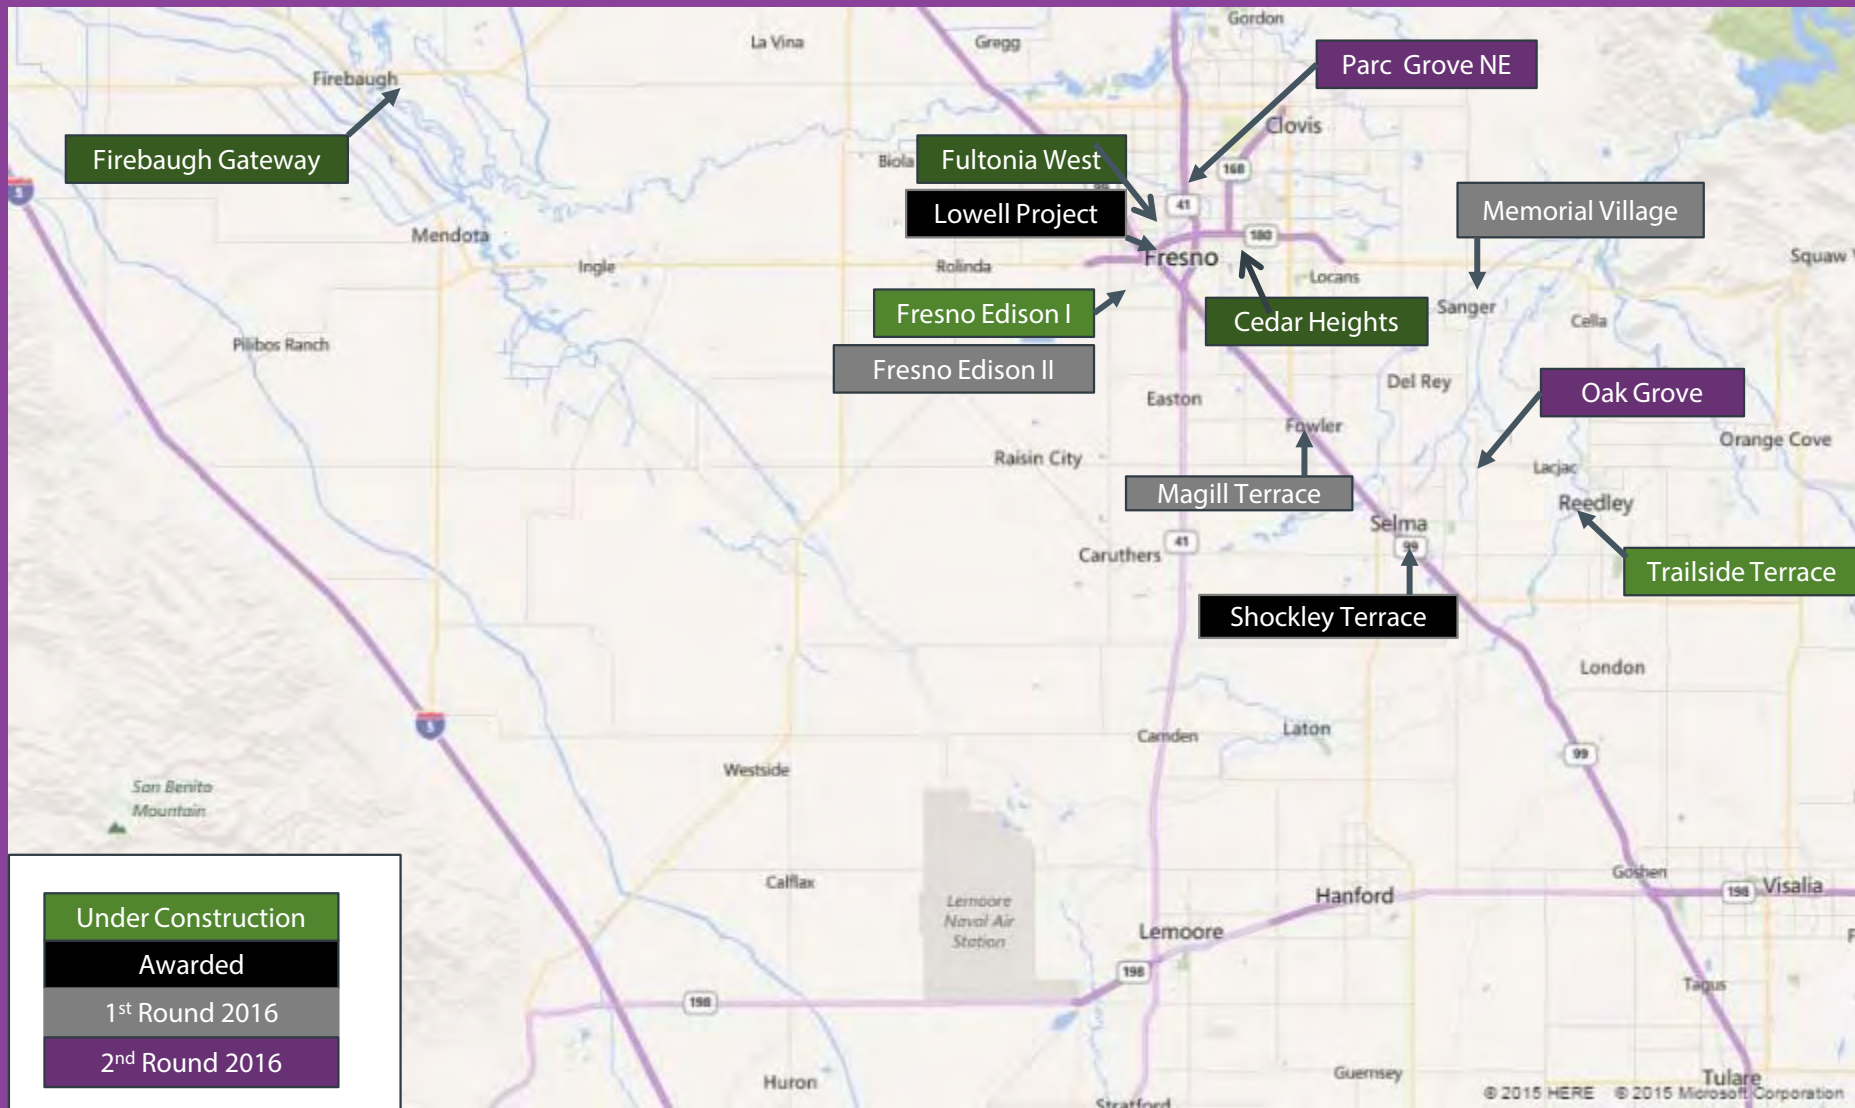 Gordon
La Vina
Gregg
Parc Grove NE
Firebaugh
Clovis
Firebaugh Gateway
Fultonia West
Biola
168
99
5
41
Lowell Project
Memorial Village
Mendota
180
Squaw V
Ingle
Rolinda
Fresno
Locans
Sanger
Fresno Edison I
Cedar Heights
Cella
Pilibos Ranch
Fresno Edison II
Del Rey
Easton
Oak Grove
Fowler
Orange Cove
Raisin City
Lacjac
Magill Terrace
Reedley
Selma
41
99
Caruthers
Trailside Terrace
Shockley Terrace
London
5
Camden
Laton
99
Westside
San Benito
Mountain
Calflax
Goshen
198
Visalia
Hanford
Lemoore
Naval Air
Station
Lemoore
198
198
Tagus
Under Construction
Awarded
1st Round 2016
2nd Round 2016
Huron
Guernsey
Tulare
Stratford
© 2015 HERE © 2015 Microsoft Corporation